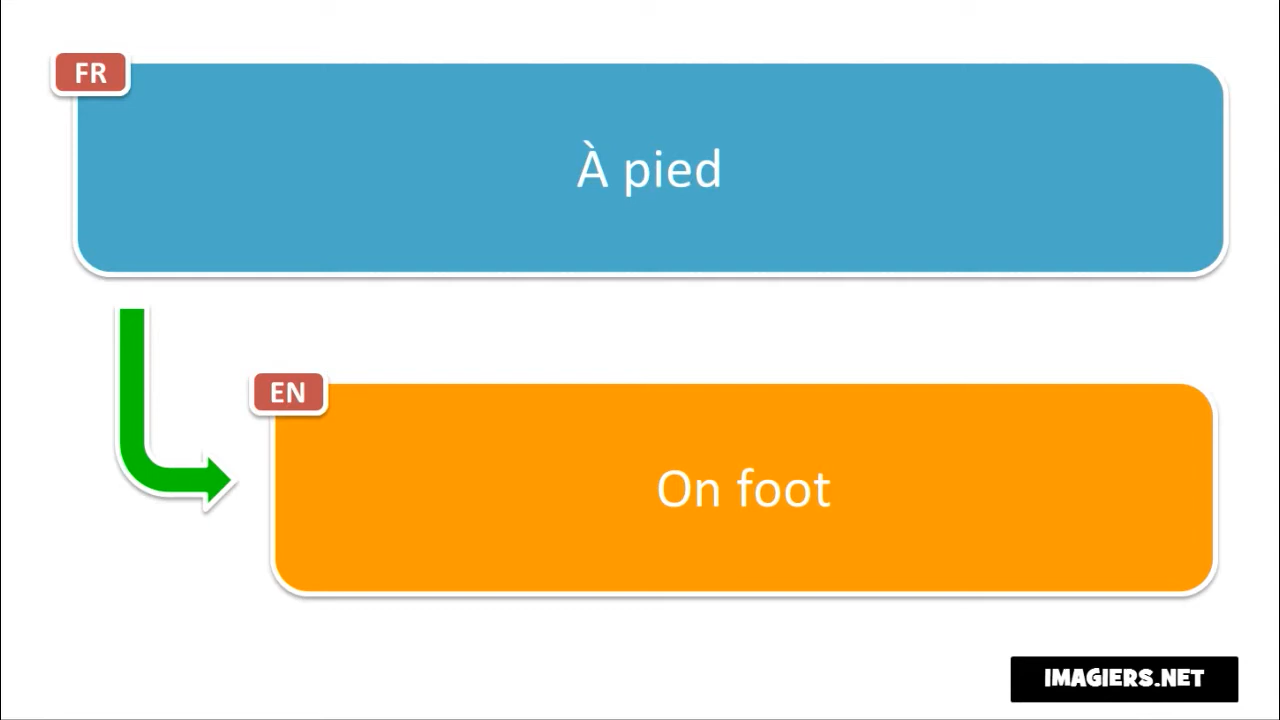 FR
À pied
EN
On foot
IMAGIERS.NET